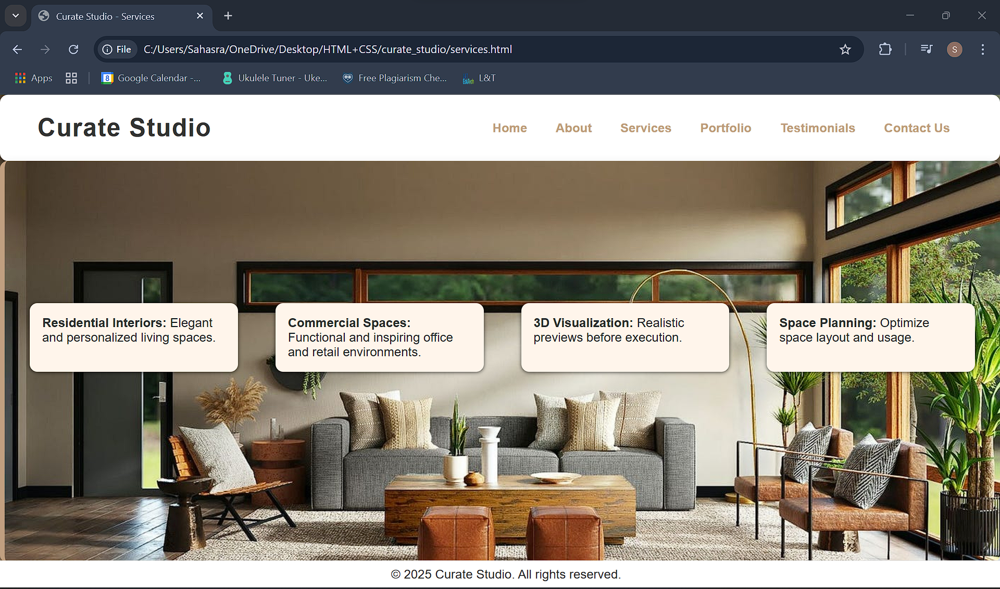 Curate Studio - Services
File C:/Users/Sahasra/OneDrive/Desktop/HTML+CSS/curate_studio/services.html
S
Apps
8 Google Calendar -...
Ukulele Tuner - Uke...
Free Plagiarism Che...
EduTech L&T
Curate Studio
Home About Services Portfolio Testimonials Contact Us
Residential Interiors: Elegant
and personalized living spaces.
Commercial Spaces:
Functional and inspiring office
and retail environments.
3D Visualization: Realistic
previews before execution.
Space Planning: Optimize
space layout and usage.
© 2025 Curate Studio. All rights reserved.